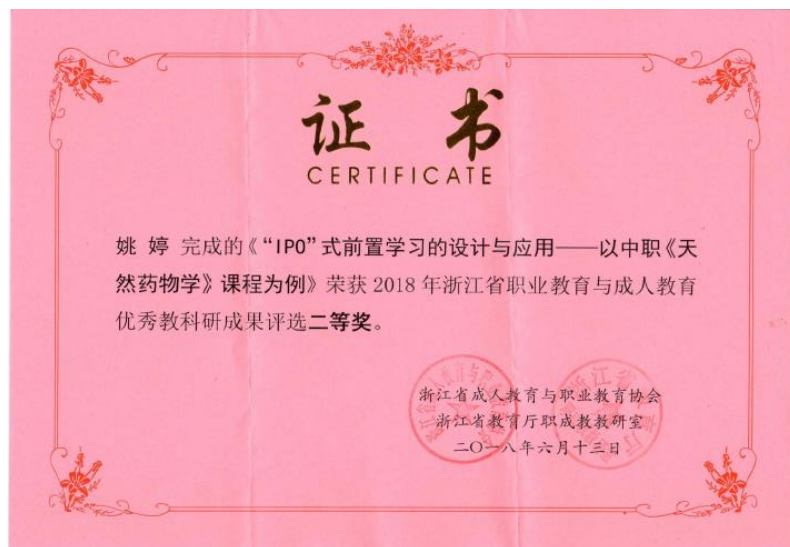 证 书
CERTIFICATE
姚 婷 完成的《“IPO”式前置学习的设计与应用——以中职《天
然药物学》课程为例》荣获 2018 年浙江省职业教育与成人教育
优秀教科研成果评选二等奖。
浙江省成人教育与职业教育协会
浙江省教育厅职成教教研室
二〇一八年六月十三日